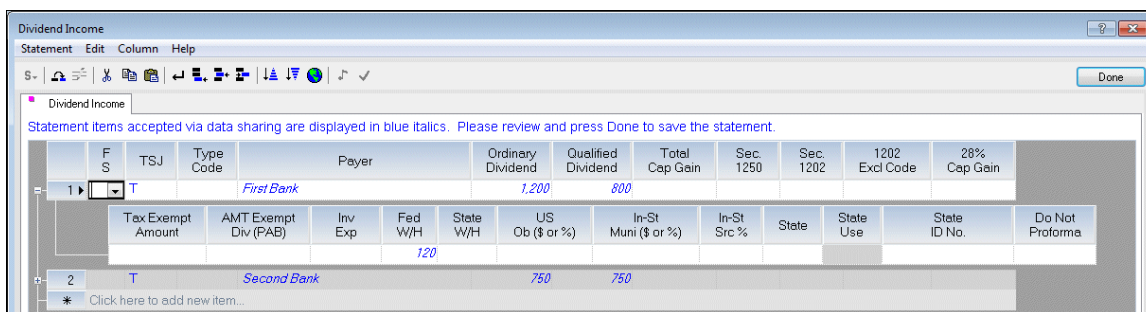 Dividend Income
Statement Edit Column Help
S
Done
Dividend Income
Statement items accepted via data sharing are displayed in blue italics. Please review and press Done to save the statement.
F S TSJ Type Code Payer Ordinary Dividend Qualified Dividend Total Cap Gain Sec. 1250 Sec. 1202 1202 Excl Code 28% Cap Gain
1 T First Bank 1,200 800
Tax Exempt Amount AMT Exempt Div (PAB) Inv Exp Fed W/H State W/H US Ob ($ or %) In-St Muni ($ or %) In-St Src % State State Use State ID No. Do Not Proforma
120
2 T Second Bank 750 750
* Click here to add new item...